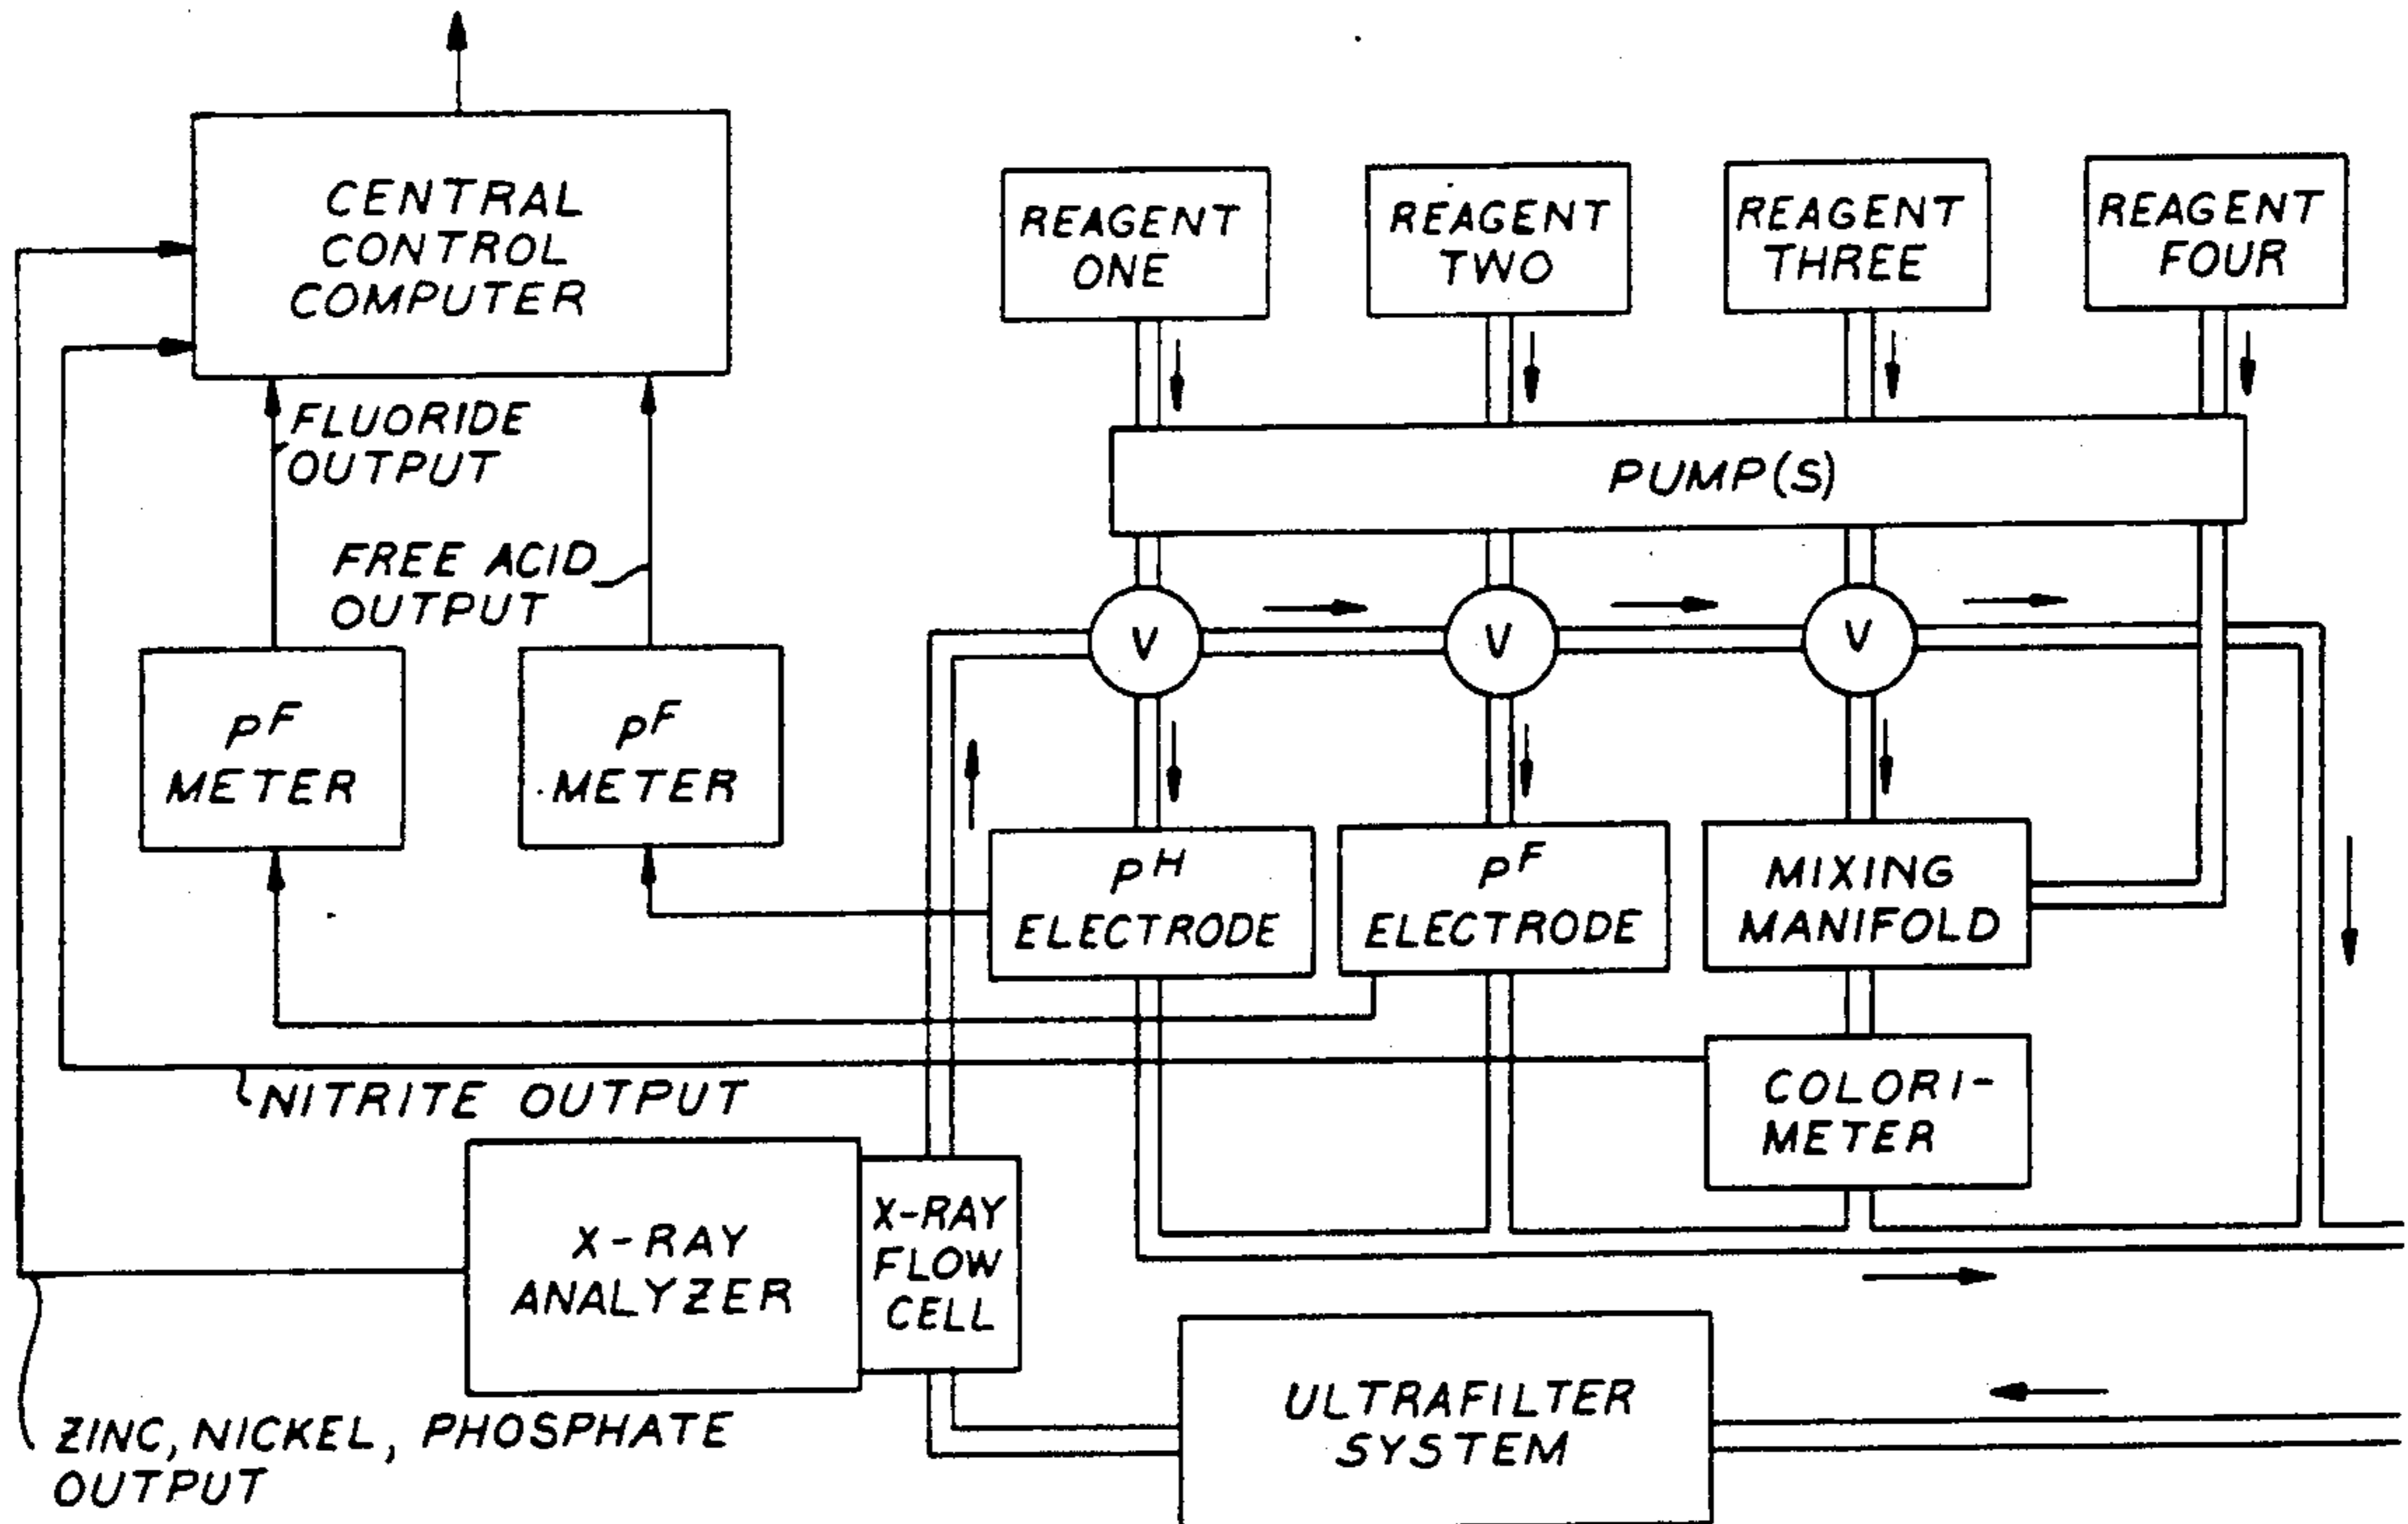 CENTRAL
CONTROL
COMPUTER
REAGENT
ONE
REAGENT
TWO
REAGENT
THREE
REAGENT
FOUR
FLUORIDE
OUTPUT
PUMP(S)
FREE ACID
OUTPUT
V
V
V
PF
METER
PF
METER
PH
ELECTRODE
PF
ELECTRODE
MIXING
MANIFOLD
NITRITE OUTPUT
COLORI-
METER
X-RAY
ANALYZER
X-RAY
FLOW
CELL
ZINC, NICKEL, PHOSPHATE
OUTPUT
ULTRAFILTER
SYSTEM